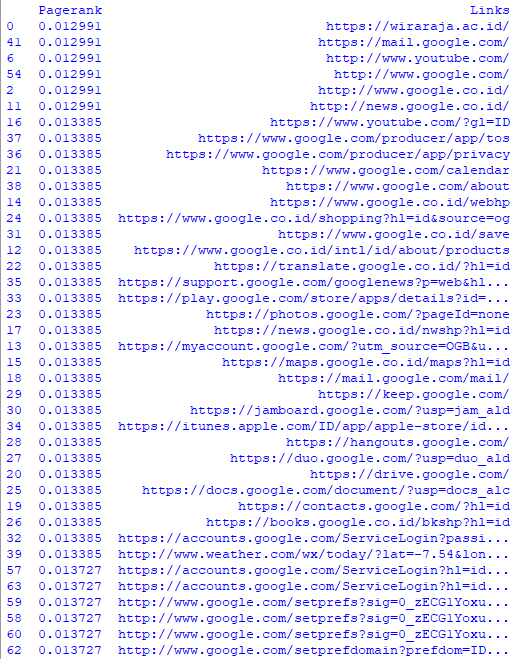 Pagerank Links
0 0.012991 https://wiraraja.ac.id/
41 0.012991 https://mail.google.com/
6 0.012991 http://www.youtube.com/
54 0.012991 http://www.google.com/
2 0.012991 http://www.google.co.id/
11 0.012991 http://news.google.co.id/
16 0.013385 https://www.youtube.com/?gl=ID
37 0.013385 https://www.google.com/producer/app/tos
36 0.013385 https://www.google.com/producer/app/privacy
21 0.013385 https://www.google.com/calendar
38 0.013385 https://www.google.com/about
14 0.013385 https://www.google.co.id/webhp
24 0.013385 https://www.google.co.id/shopping?hl=id&source=og
31 0.013385 https://www.google.co.id/save
12 0.013385 https://www.google.co.id/intl/id/about/products
22 0.013385 https://translate.google.co.id/?hl=id
35 0.013385 https://support.google.com/googlenews?p=web&hl...
33 0.013385 https://play.google.com/store/apps/details?id=...
23 0.013385 https://photos.google.com/?pageId=none
17 0.013385 https://news.google.co.id/nwshp?hl=id
13 0.013385 https://myaccount.google.com/?utm_source=OGB&u...
15 0.013385 https://maps.google.co.id/maps?hl=id
18 0.013385 https://mail.google.com/mail/
29 0.013385 https://keep.google.com/
30 0.013385 https://jamboard.google.com/?usp=jam_ald
34 0.013385 https://itunes.apple.com/ID/app/apple-store/id...
28 0.013385 https://hangouts.google.com/
27 0.013385 https://duo.google.com/?usp=duo_ald
20 0.013385 https://drive.google.com/
25 0.013385 https://docs.google.com/document/?usp=docs_alc
19 0.013385 https://contacts.google.com/?hl=id
26 0.013385 https://books.google.co.id/bkshp?hl=id
32 0.013385 https://accounts.google.com/ServiceLogin?passi...
39 0.013385 http://www.weather.com/wx/today/?lat=-7.54&lon...
57 0.013727 https://accounts.google.com/ServiceLogin?hl=id...
63 0.013727 https://accounts.google.com/ServiceLogin?hl=id...
59 0.013727 http://www.google.com/setprefs?sig=0_zECGlYoxu...
58 0.013727 http://www.google.com/setprefs?sig=0_zECGlYoxu...
60 0.013727 http://www.google.com/setprefs?sig=0_zECGlYoxu...
62 0.013727 http://www.google.com/setprefdomain?prefdom=ID...